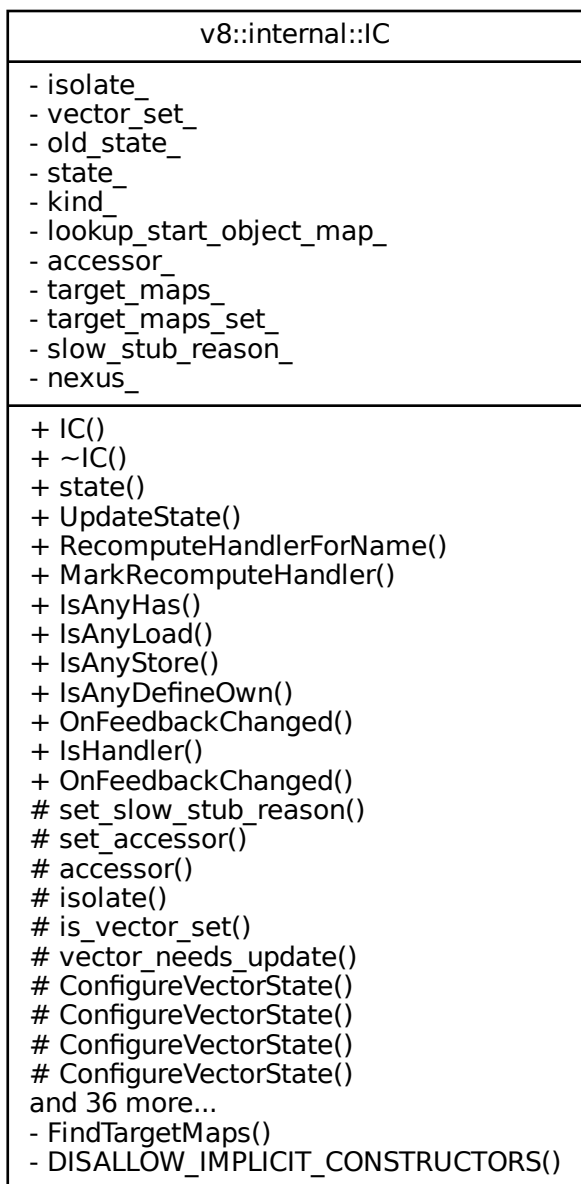 v8::internal::IC
- isolate_
- vector_set_
- old_state_
- state_
- kind_
- lookup_start_object_map_
- accessor_
- target_maps_
- target_maps_set_
- slow_stub_reason_
- nexus_
+ IC()
+ ~IC()
+ state()
+ UpdateState()
+ RecomputeHandlerForName()
+ MarkRecomputeHandler()
+ IsAnyHas()
+ IsAnyLoad()
+ IsAnyStore()
+ IsAnyDefineOwn()
+ OnFeedbackChanged()
+ IsHandler()
+ OnFeedbackChanged()
# set_slow_stub_reason()
# set_accessor()
# accessor()
# isolate()
# is_vector_set()
# vector_needs_update()
# ConfigureVectorState()
# ConfigureVectorState()
# ConfigureVectorState()
# ConfigureVectorState()
and 36 more...
- FindTargetMaps()
- DISALLOW_IMPLICIT_CONSTRUCTORS()